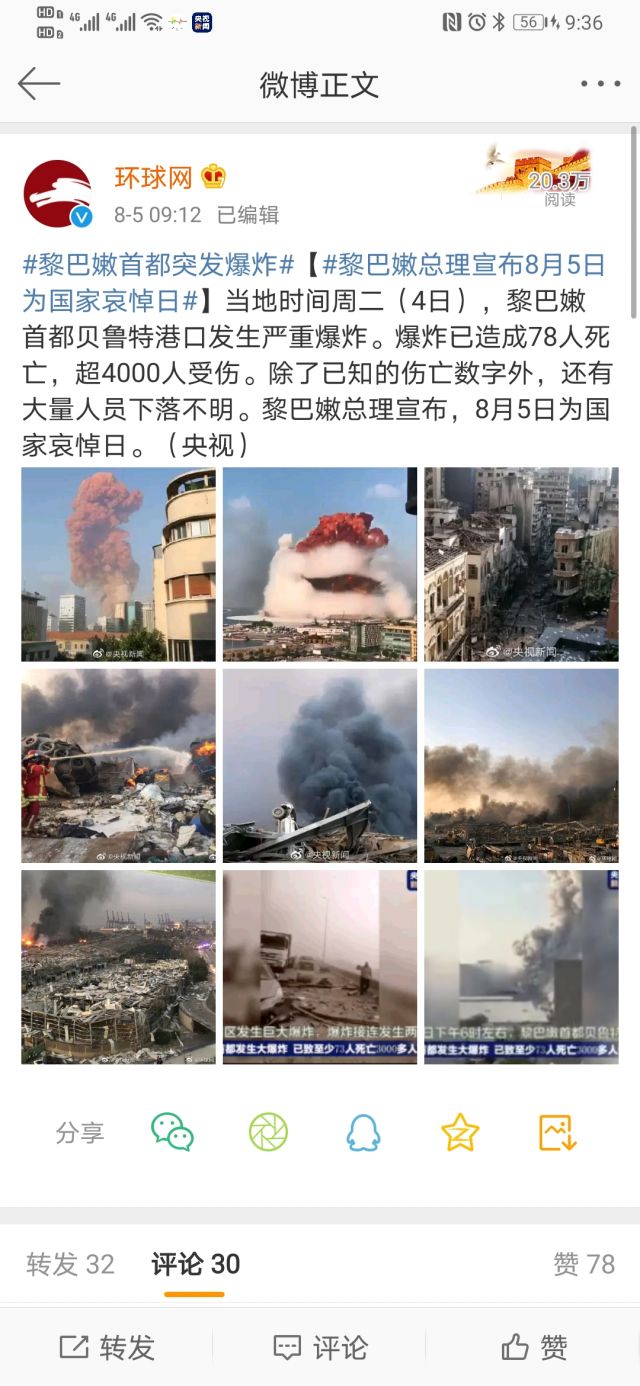 HD 1 4G 4G 央视新闻 56 9:36
HD 2
微博正文
环球网
8-5 09:12 已编辑
20.3万
阅读
#黎巴嫩首都突发爆炸#【#黎巴嫩总理宣布8月5日
为国家哀悼日#】当地时间周二（4日），黎巴嫩
首都贝鲁特港口发生严重爆炸。爆炸已造成78人死
亡，超4000人受伤。除了已知的伤亡数字外，还有
大量人员下落不明。黎巴嫩总理宣布，8月5日为国
家哀悼日。（央视）
@央视新闻
@央视新闻
@央视新闻
@央视新闻
区发生巨大爆炸，爆炸接连发生两
都发生大爆炸 已致至少73人死亡3000多人
日下午6时左右，黎巴嫩首都贝鲁特
都发生大爆炸 已致至少73人死亡3000多人
分享
转发 32 评论 30 赞 78
转发 评论 赞